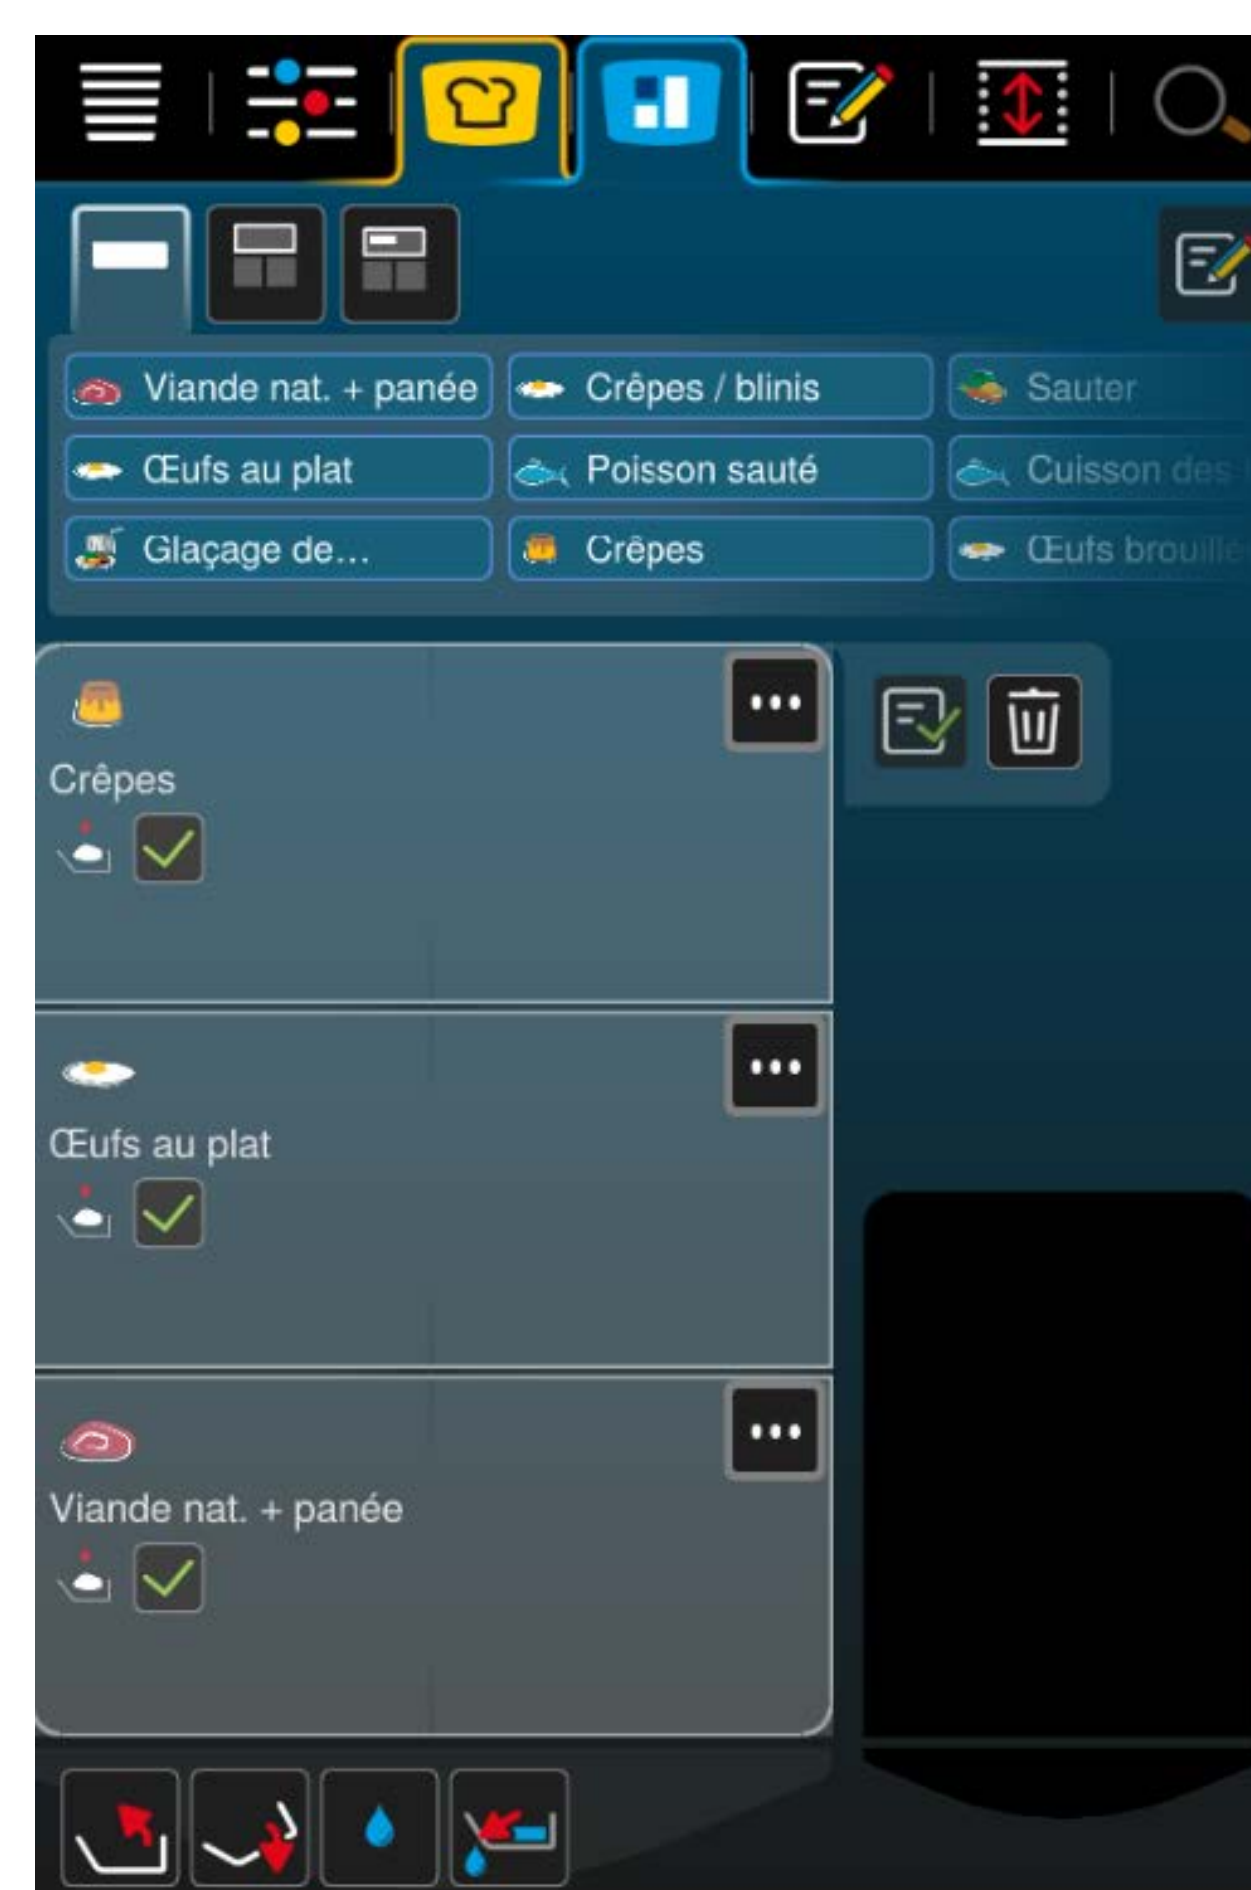 Viande nat. + panée
Crêpes / blinis
Sauter
Œufs au plat
Poisson sauté
Cuisson des
Glaçage de...
Crêpes
Œufs brouillé
Crêpes
Œufs au plat
Viande nat. + panée